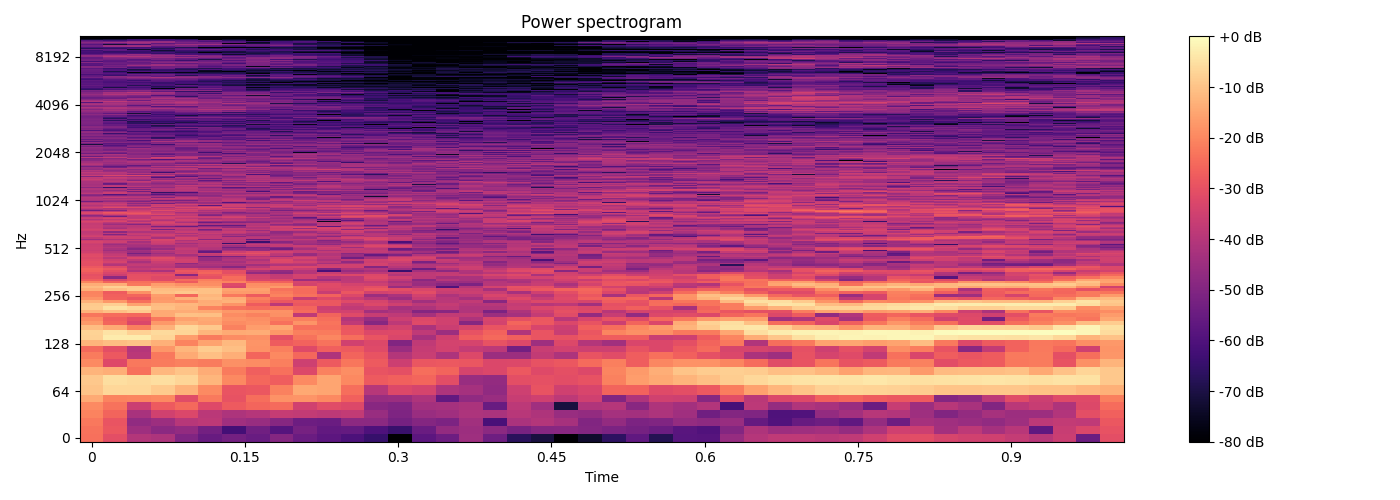 Power spectrogram
8192
4096
2048
1024
512
256
128
64
0
Hz
0
0.15
0.3
0.45
0.6
0.75
0.9
Time
+0 dB
-10 dB
-20 dB
-30 dB
-40 dB
-50 dB
-60 dB
-70 dB
-80 dB